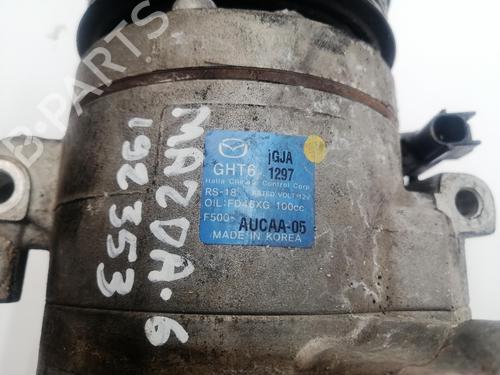 B-PARTS
GHT6 jGJA
1297
Halla Climate Control Corp.
RS-18 RATED VOLT:12V
OIL:FD46XG 100cc
F500- AUCAA-05
MADE IN KOREA
MAZDA.6
192353